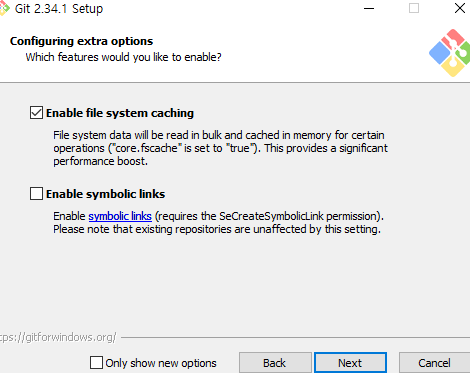 Git 2.34.1 Setup
Configuring extra options
Which features would you like to enable?
Enable file system caching
File system data will be read in bulk and cached in memory for certain
operations ("core.fscache" is set to "true"). This provides a significant
performance boost.
Enable symbolic links
Enable symbolic links (requires the SeCreateSymbolicLink permission).
Please note that existing repositories are unaffected by this setting.
tps://gitforwindows.org/
Only show new options
Back
Next
Cancel